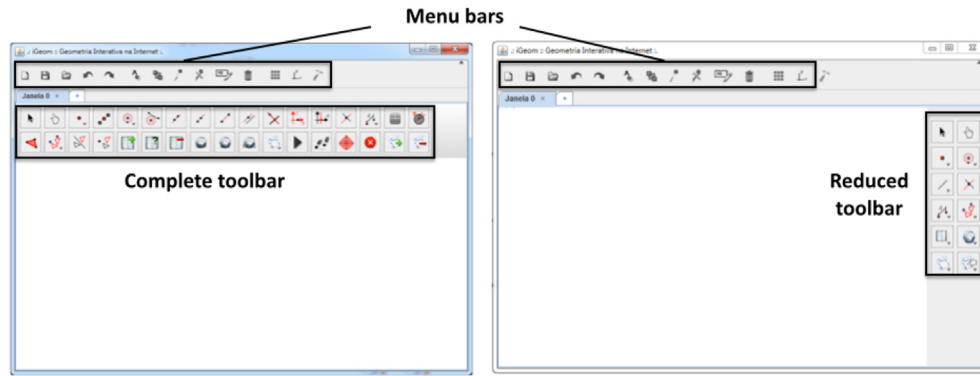 Menu bars
.: iGeom :: Geometria Interativa na Internet :.
.: iGeom :: Geometria Interativa na Internet :.
Janela 0 × +
Janela 0 × +
Complete toolbar
Reduced
toolbar